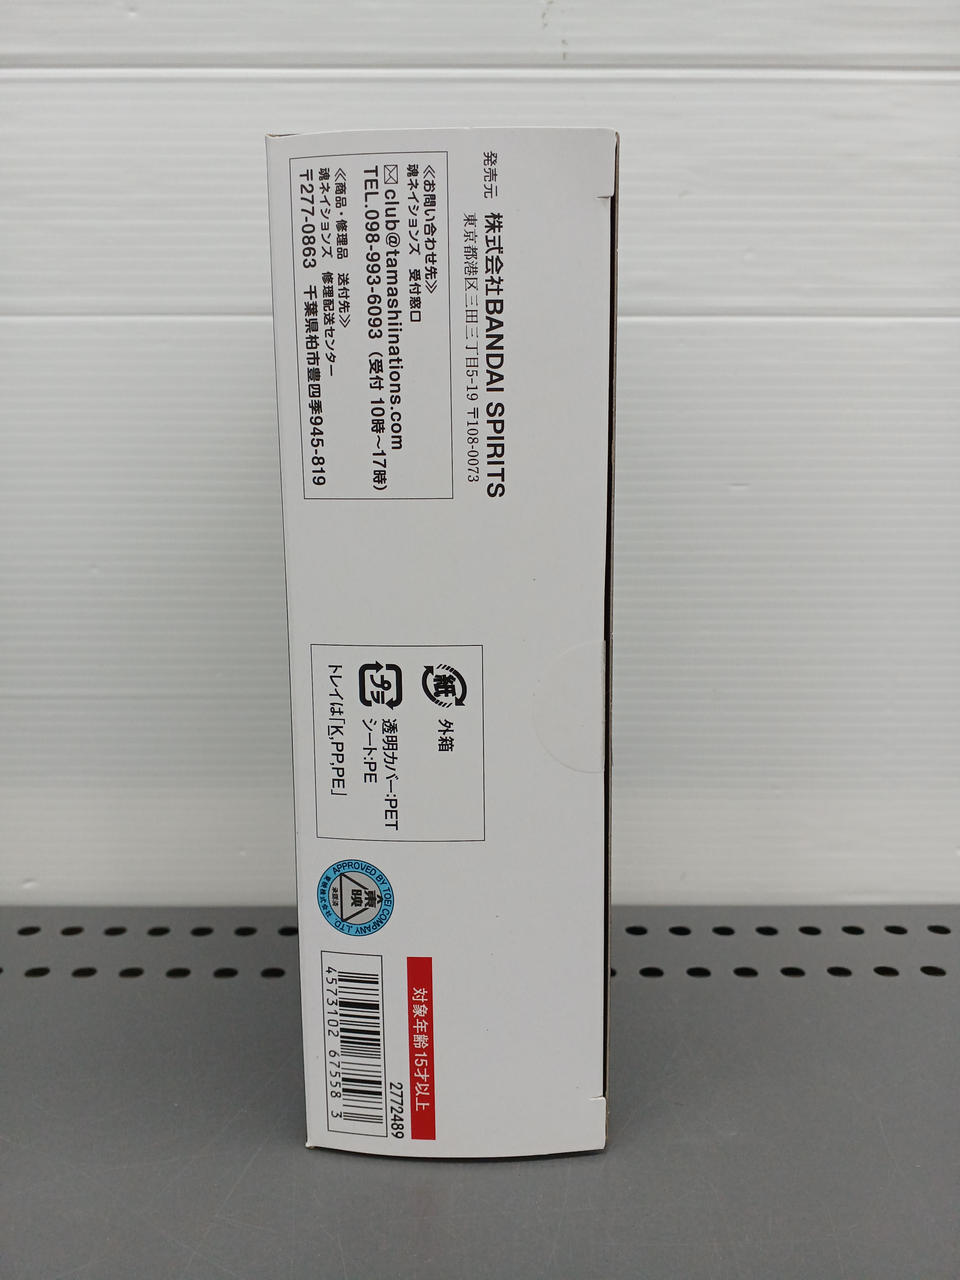 発売元 株式会社BANDAI SPIRITS
東京都港区三田三丁目5-19 〒108-0073
≪お問い合わせ先≫
魂ネイションズ 受付窓口
club@tamashiinations.com
TEL.098-993-6093（受付 10時～17時）
≪商品・修理品 送付先≫
魂ネイションズ 修理配送センター
〒277-0863 千葉県柏市豊四季945-819
紙 外箱
プラ 透明カバー:PET
シート:PE
トレイは「K,PP,PE」
APPROVED BY TOEI COMPANY,LTD.
東映
東映株式会社
対象年齢15才以上
2772489
4573102 67558 3